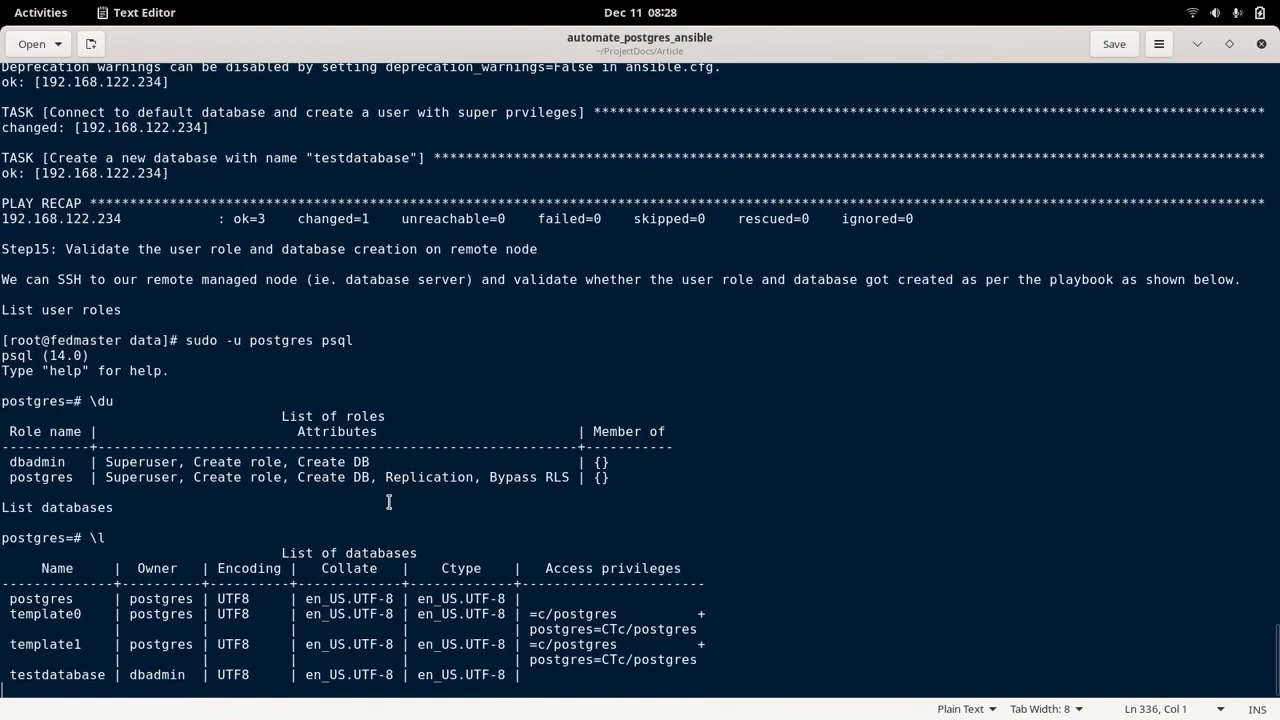 Activities Text Editor Dec 11 08:28
Open automate_postgres_ansible Save
~/ProjectDocs/Article
Deprecation warnings can be disabled by setting deprecation_warnings=False in ansible.cfg.
ok: [192.168.122.234]
TASK [Connect to default database and create a user with super prvileges] ************************************************************************************
changed: [192.168.122.234]
TASK [Create a new database with name "testdatabase"] ********************************************************************************************************
ok: [192.168.122.234]
PLAY RECAP ***************************************************************************************************************************************************
192.168.122.234            : ok=3    changed=1    unreachable=0    failed=0    skipped=0    rescued=0    ignored=0
Step15: Validate the user role and database creation on remote node
We can SSH to our remote managed node (ie. database server) and validate whether the user role and database got created as per the playbook as shown below.
List user roles
[root@fedmaster data]# sudo -u postgres psql
psql (14.0)
Type "help" for help.
postgres=# \du
                                   List of roles
 Role name |                         Attributes                         | Member of
-----------+------------------------------------------------------------+-----------
 dbadmin   | Superuser, Create role, Create DB                          | {}
 postgres  | Superuser, Create role, Create DB, Replication, Bypass RLS | {}
List databases
postgres=# \l
                                   List of databases
     Name     |  Owner   | Encoding |   Collate   |    Ctype    |   Access privileges
--------------+----------+----------+-------------+-------------+-----------------------
 postgres     | postgres | UTF8     | en_US.UTF-8 | en_US.UTF-8 |
 template0    | postgres | UTF8     | en_US.UTF-8 | en_US.UTF-8 | =c/postgres          +
              |          |          |             |             | postgres=CTc/postgres
 template1    | postgres | UTF8     | en_US.UTF-8 | en_US.UTF-8 | =c/postgres          +
              |          |          |             |             | postgres=CTc/postgres
 testdatabase | dbadmin  | UTF8     | en_US.UTF-8 | en_US.UTF-8 |
Plain Text Tab Width: 8 Ln 336, Col 1 INS